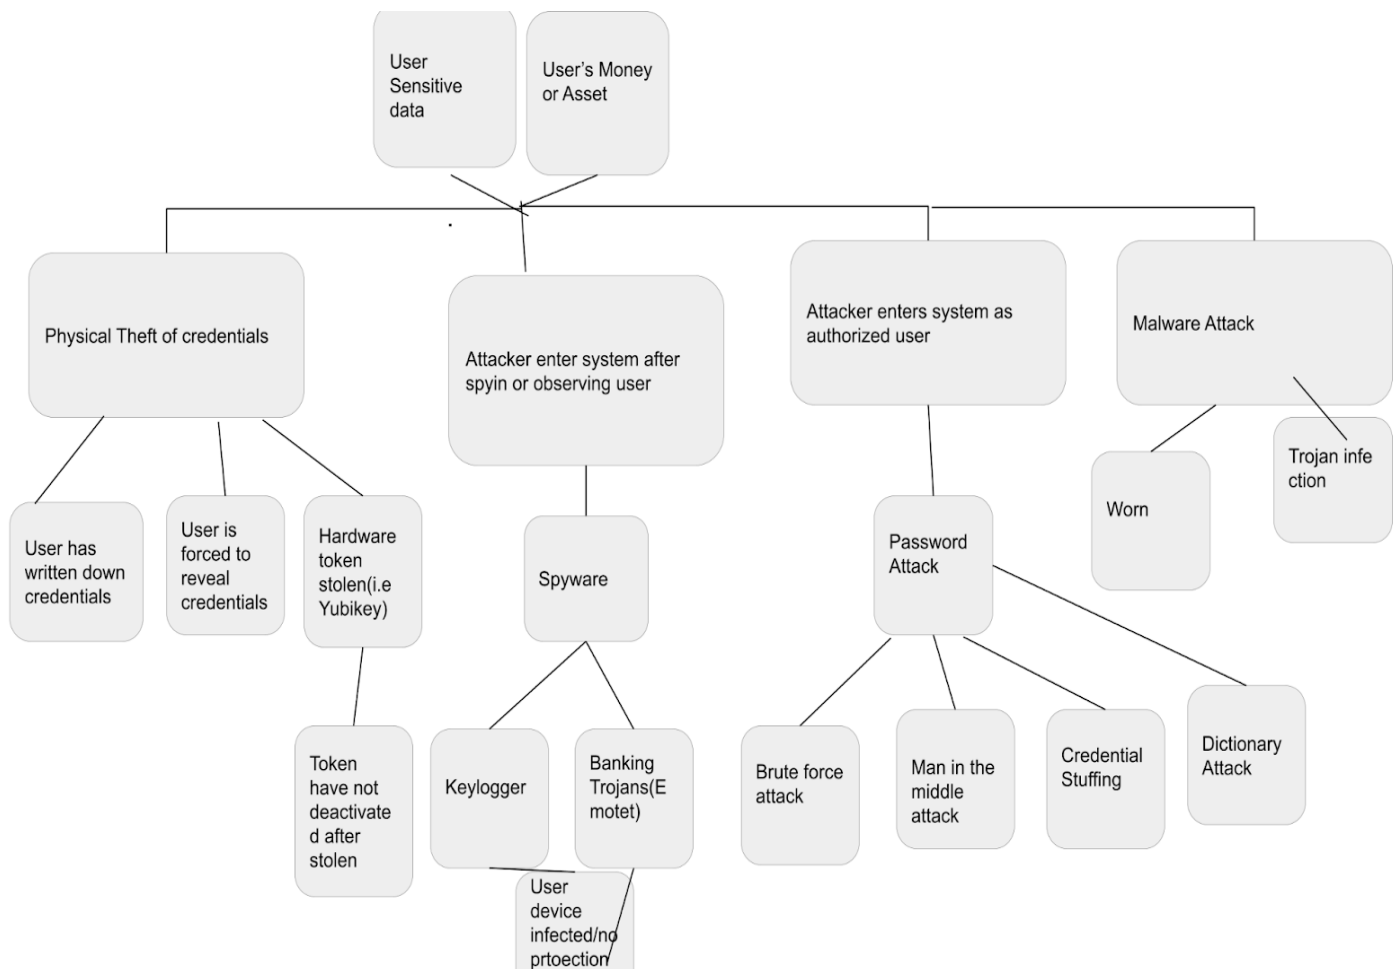 User
Sensitive
data
User's Money
or Asset
Physical Theft of credentials
Attacker enter system after
spyin or observing user
Attacker enters system as
authorized user
Malware Attack
User has
written down
credentials
User is
forced to
reveal
credentials
Hardware
token
stolen(i.e
Yubikey)
Spyware
Password
Attack
Worn
Trojan infe
ction
Token
have not
deactivate
d after
stolen
Keylogger
Banking
Trojans(E
motet)
Brute force
attack
Man in the
middle
attack
Credential
Stuffing
Dictionary
Attack
User
device
infected/no
prtoection